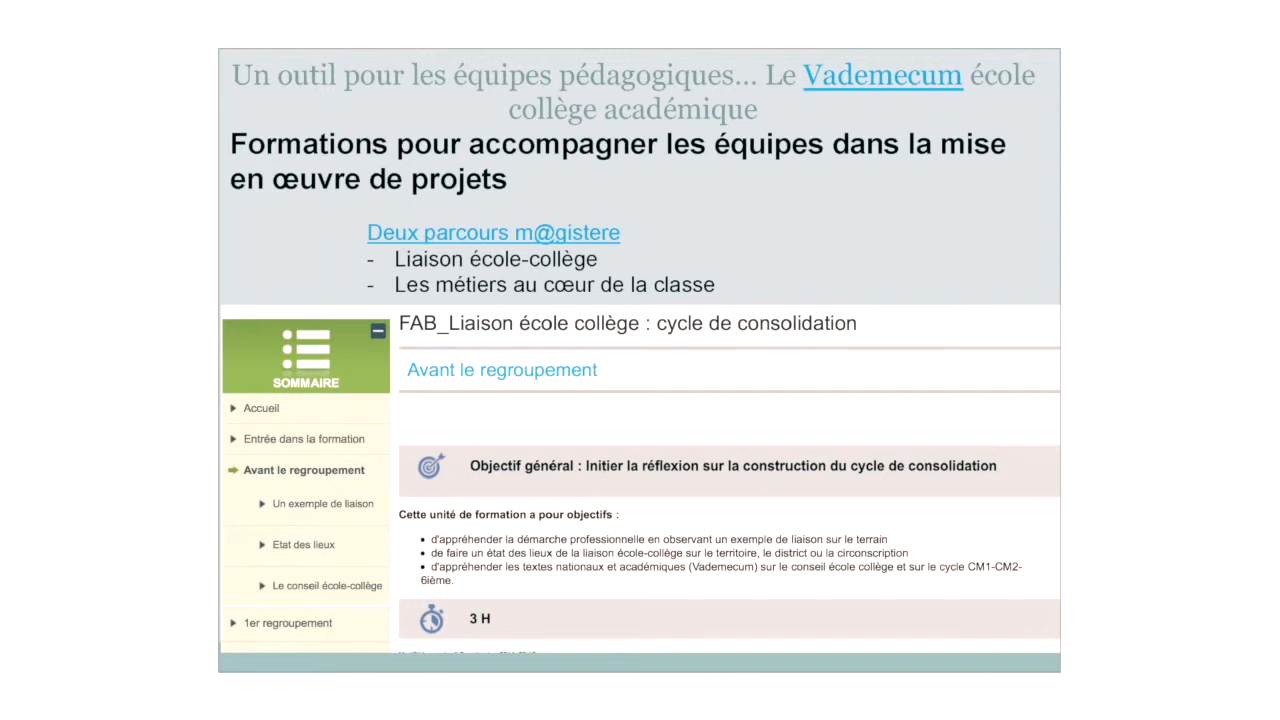 Un outil pour les équipes pédagogiques... Le Vademecum école
collège académique
Formations pour accompagner les équipes dans la mise
en œuvre de projets
Deux parcours m@gistere
- Liaison école-collège
- Les métiers au cœur de la classe
FAB_Liaison école collège : cycle de consolidation
Avant le regroupement
SOMMAIRE
Accueil
Entrée dans la formation
Avant le regroupement
Un exemple de liaison
Etat des lieux
Le conseil école-collège
1er regroupement
Objectif général : Initier la réflexion sur la construction du cycle de consolidation
Cette unité de formation a pour objectifs :
• d'appréhender la démarche professionnelle en observant un exemple de liaison sur le terrain
• de faire un état des lieux de la liaison école-collège sur le territoire, le district ou la circonscription
• d'appréhender les textes nationaux et académiques (Vademecum) sur le conseil école collège et sur le cycle CM1-CM2-
6ième.
3 H